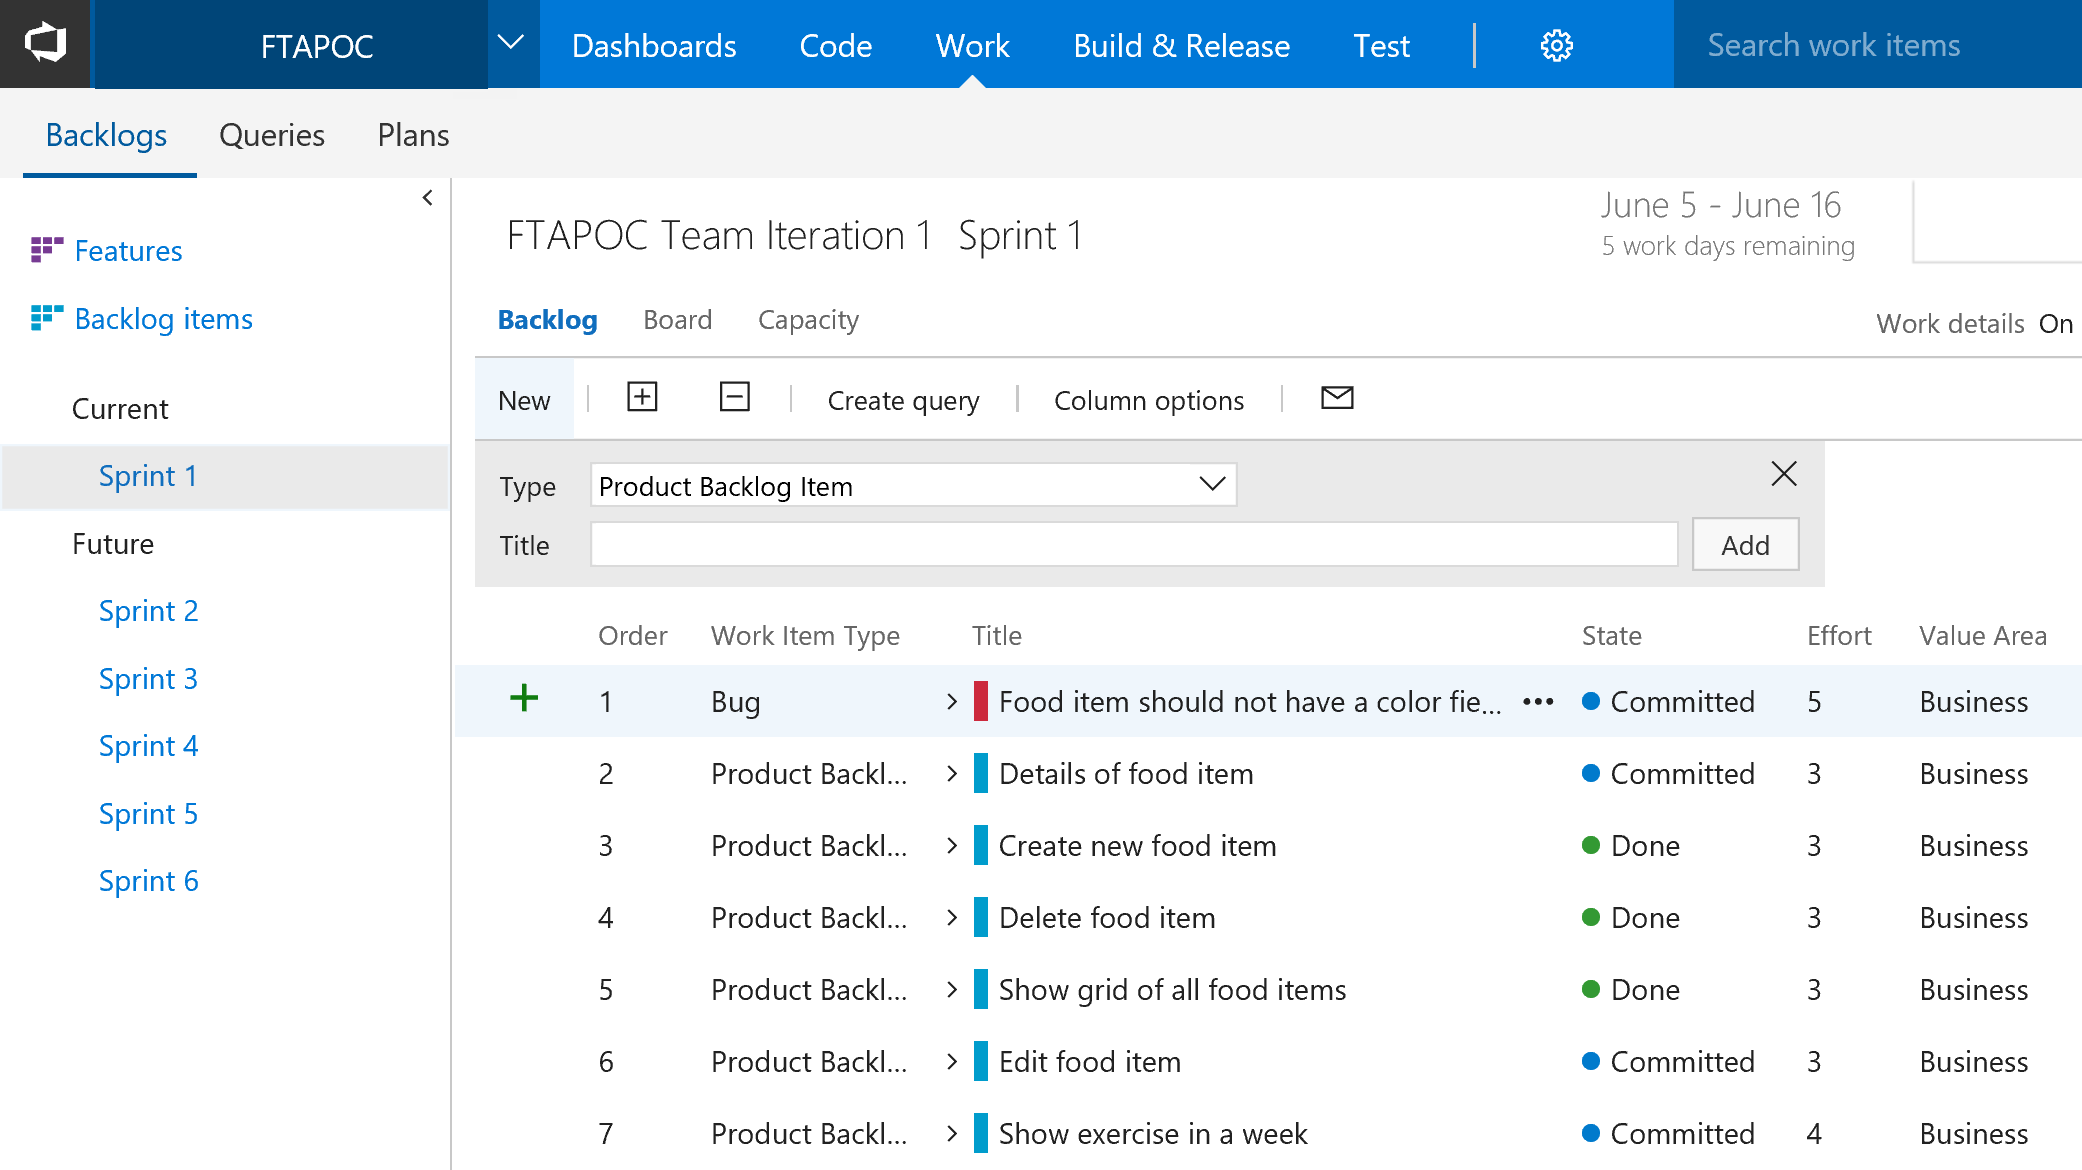 FTAPOC Dashboards Code Work Build & Release Test Search work items
Backlogs Queries Plans
Features
Backlog items
Current
Sprint 1
Future
Sprint 2
Sprint 3
Sprint 4
Sprint 5
Sprint 6
FTAPOC Team Iteration 1 Sprint 1
June 5 - June 16
5 work days remaining
Backlog Board Capacity
Work details On
New Create query Column options
Type Product Backlog Item
Title Add
Order Work Item Type Title State Effort Value Area
1 Bug Food item should not have a color fie... Committed 5 Business
2 Product Backl... Details of food item Committed 3 Business
3 Product Backl... Create new food item Done 3 Business
4 Product Backl... Delete food item Done 3 Business
5 Product Backl... Show grid of all food items Done 3 Business
6 Product Backl... Edit food item Committed 3 Business
7 Product Backl... Show exercise in a week Committed 4 Business